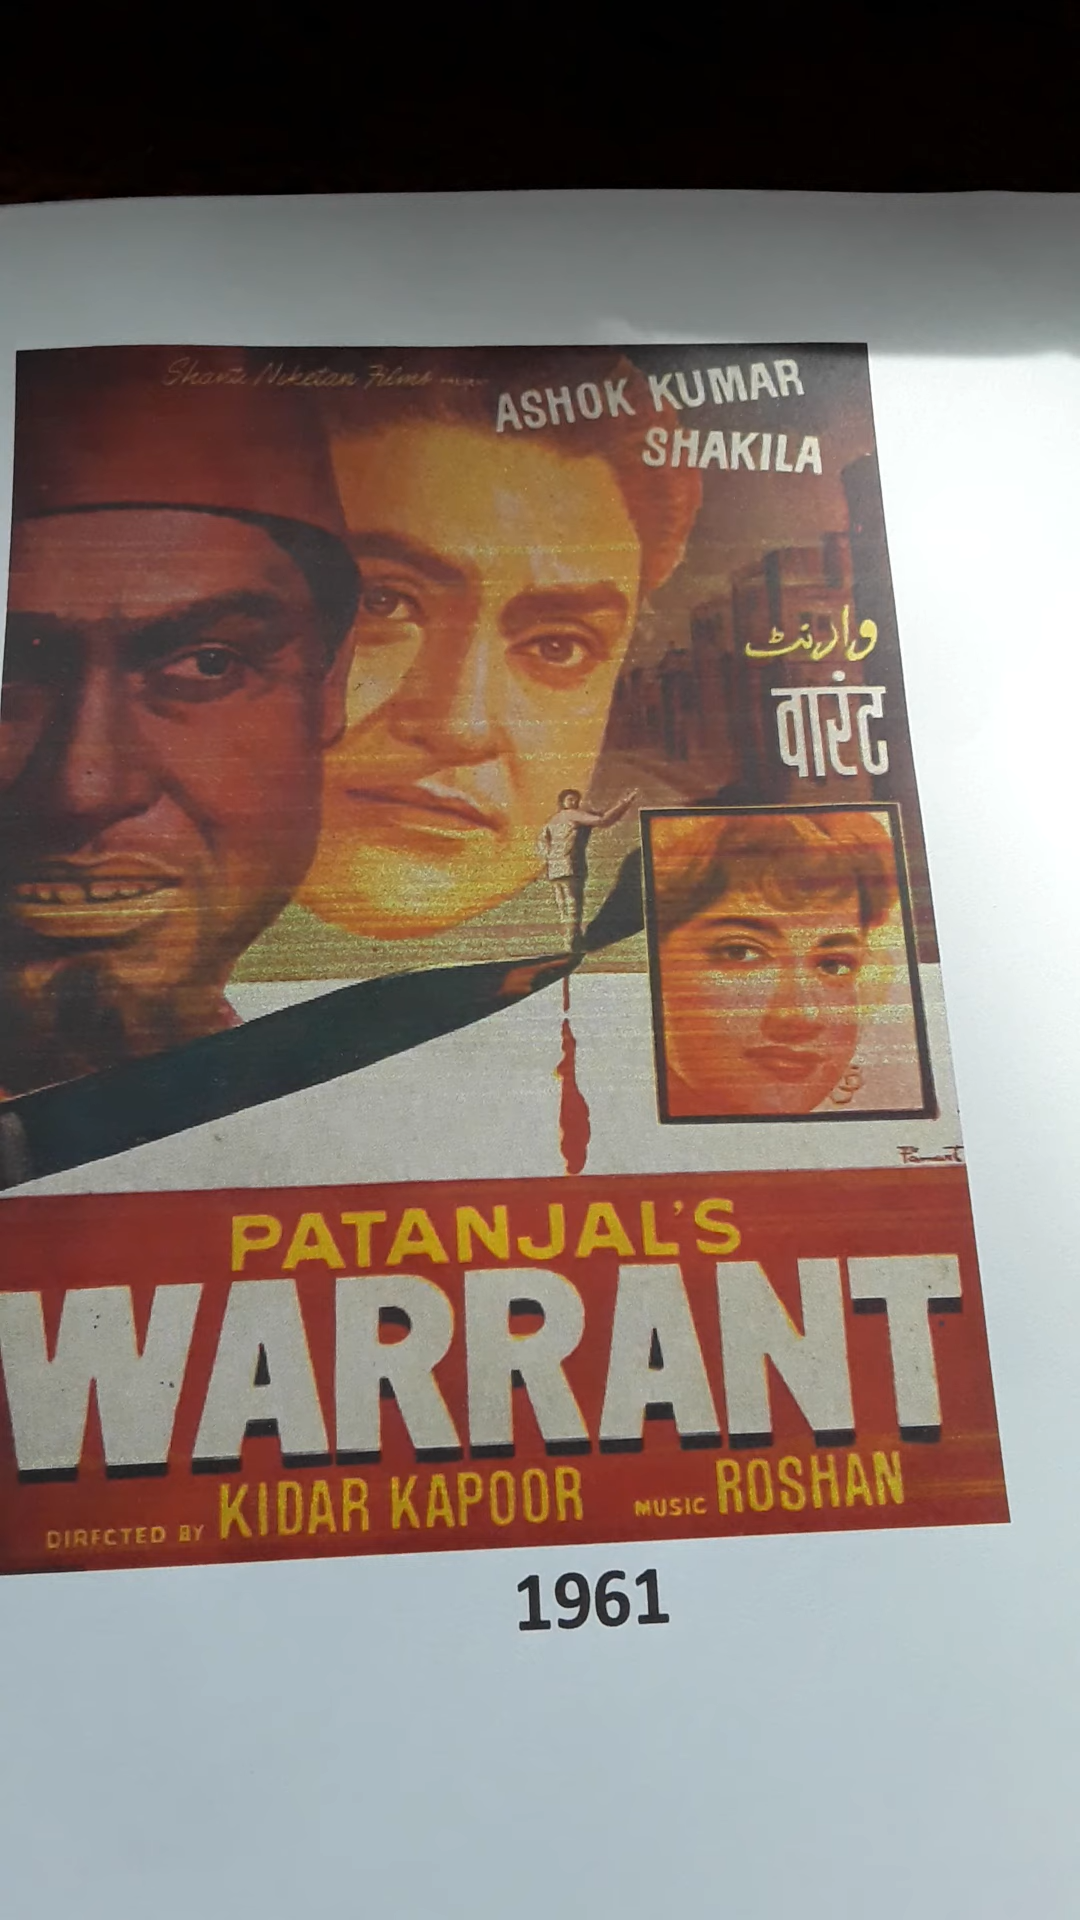 Shanti Niketan Films
ASHOK KUMAR
SHAKILA
وارنٹ
वारंट
PATANJAL'S
WARRANT
DIRECTED BY KIDAR KAPOOR
MUSIC ROSHAN
1961